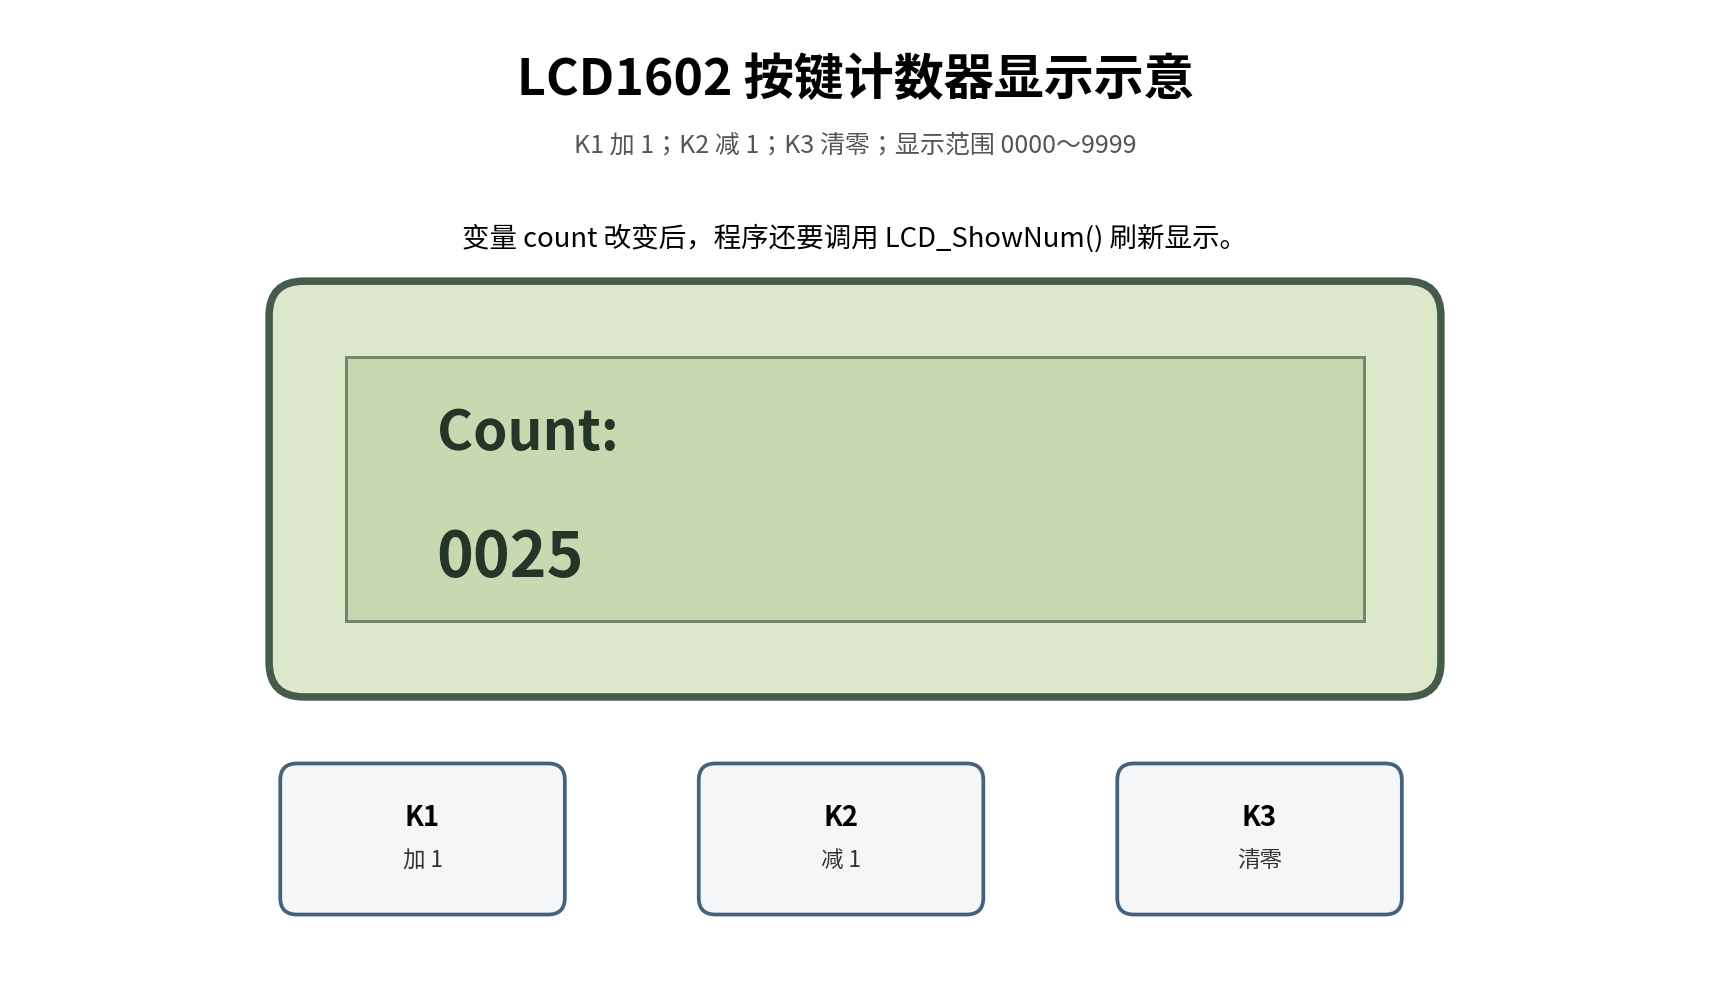 LCD1602 按键计数器显示示意
K1 加 1；K2 减 1；K3 清零；显示范围 0000～9999
变量 count 改变后，程序还要调用 LCD_ShowNum() 刷新显示。
Count:
0025
K1
加 1
K2
减 1
K3
清零